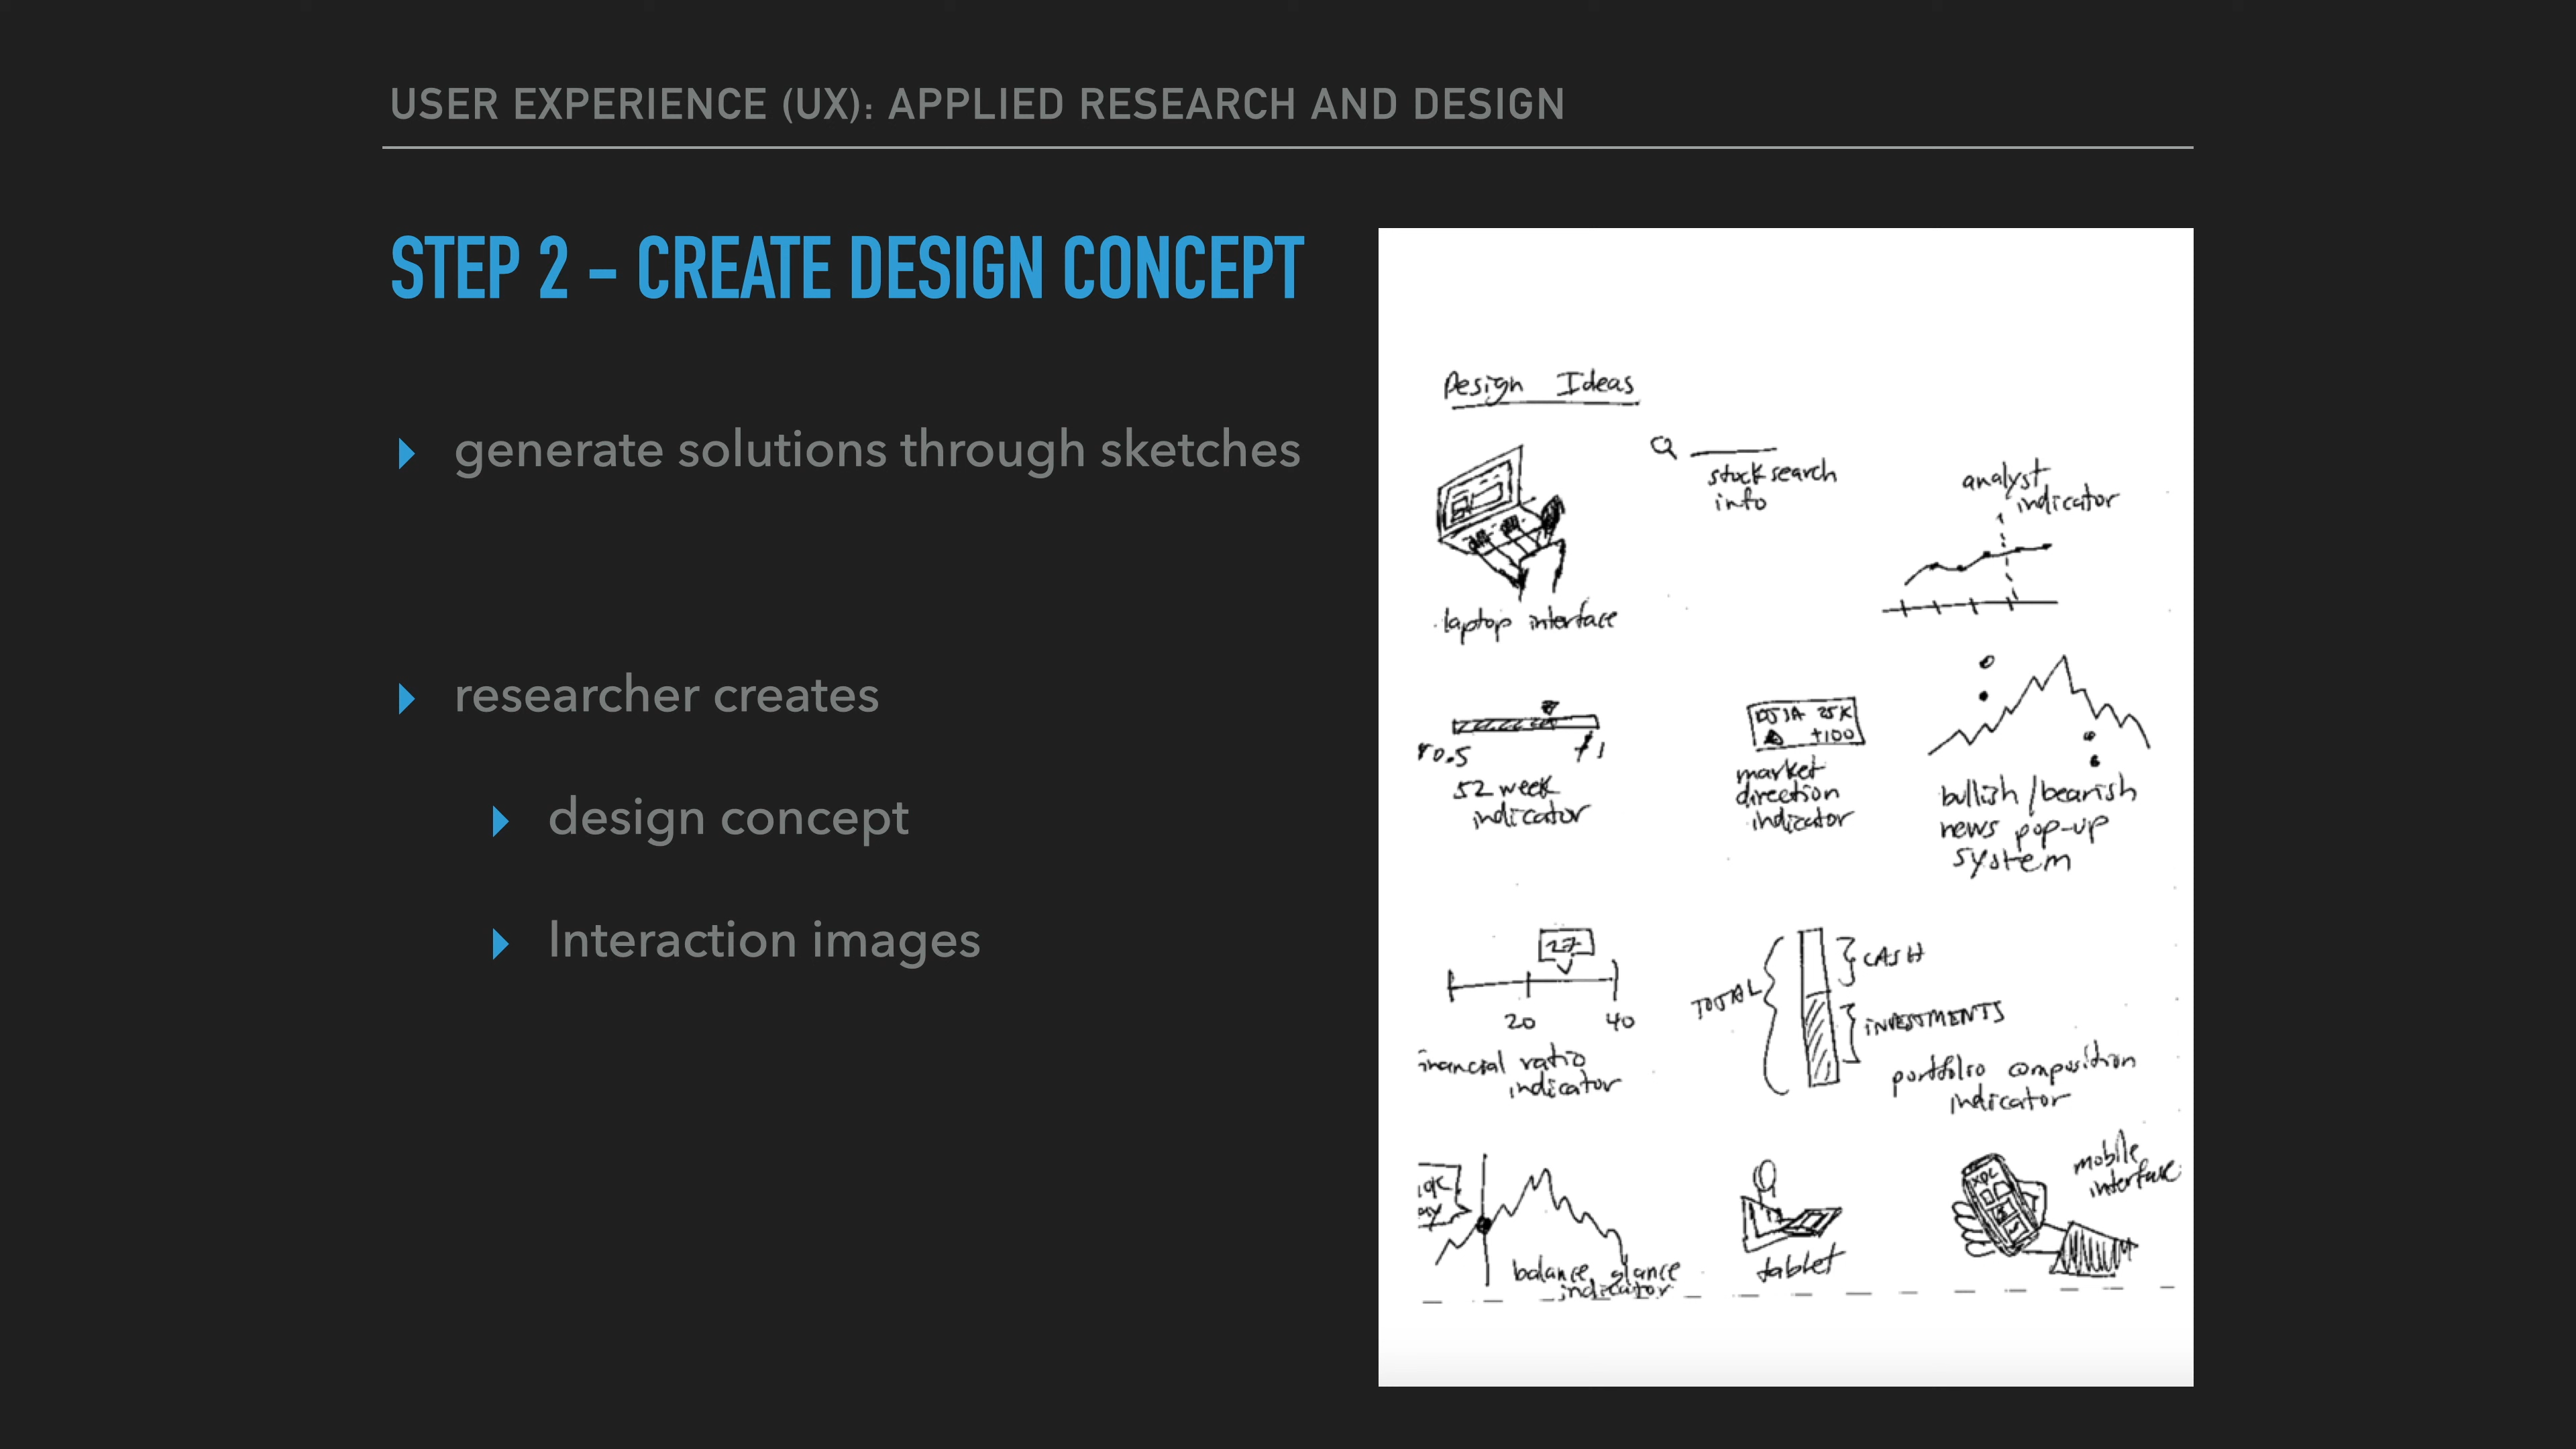 USER EXPERIENCE (UX): APPLIED RESEARCH AND DESIGN
STEP 2 - CREATE DESIGN CONCEPT
generate solutions through sketches
researcher creates
design concept
Interaction images
Design Ideas
stock search
info
analyst
indicator
laptop interface
52 week
indicator
DJIA 25K
+100
market
direction
indicator
bullish/bearish
news pop-up
system
27
20 40
inancial ratio
indicator
TOTAL
CASH
INVESTMENTS
portfolio composition
indicator
balance glance
indicator
tablet
mobile
interface